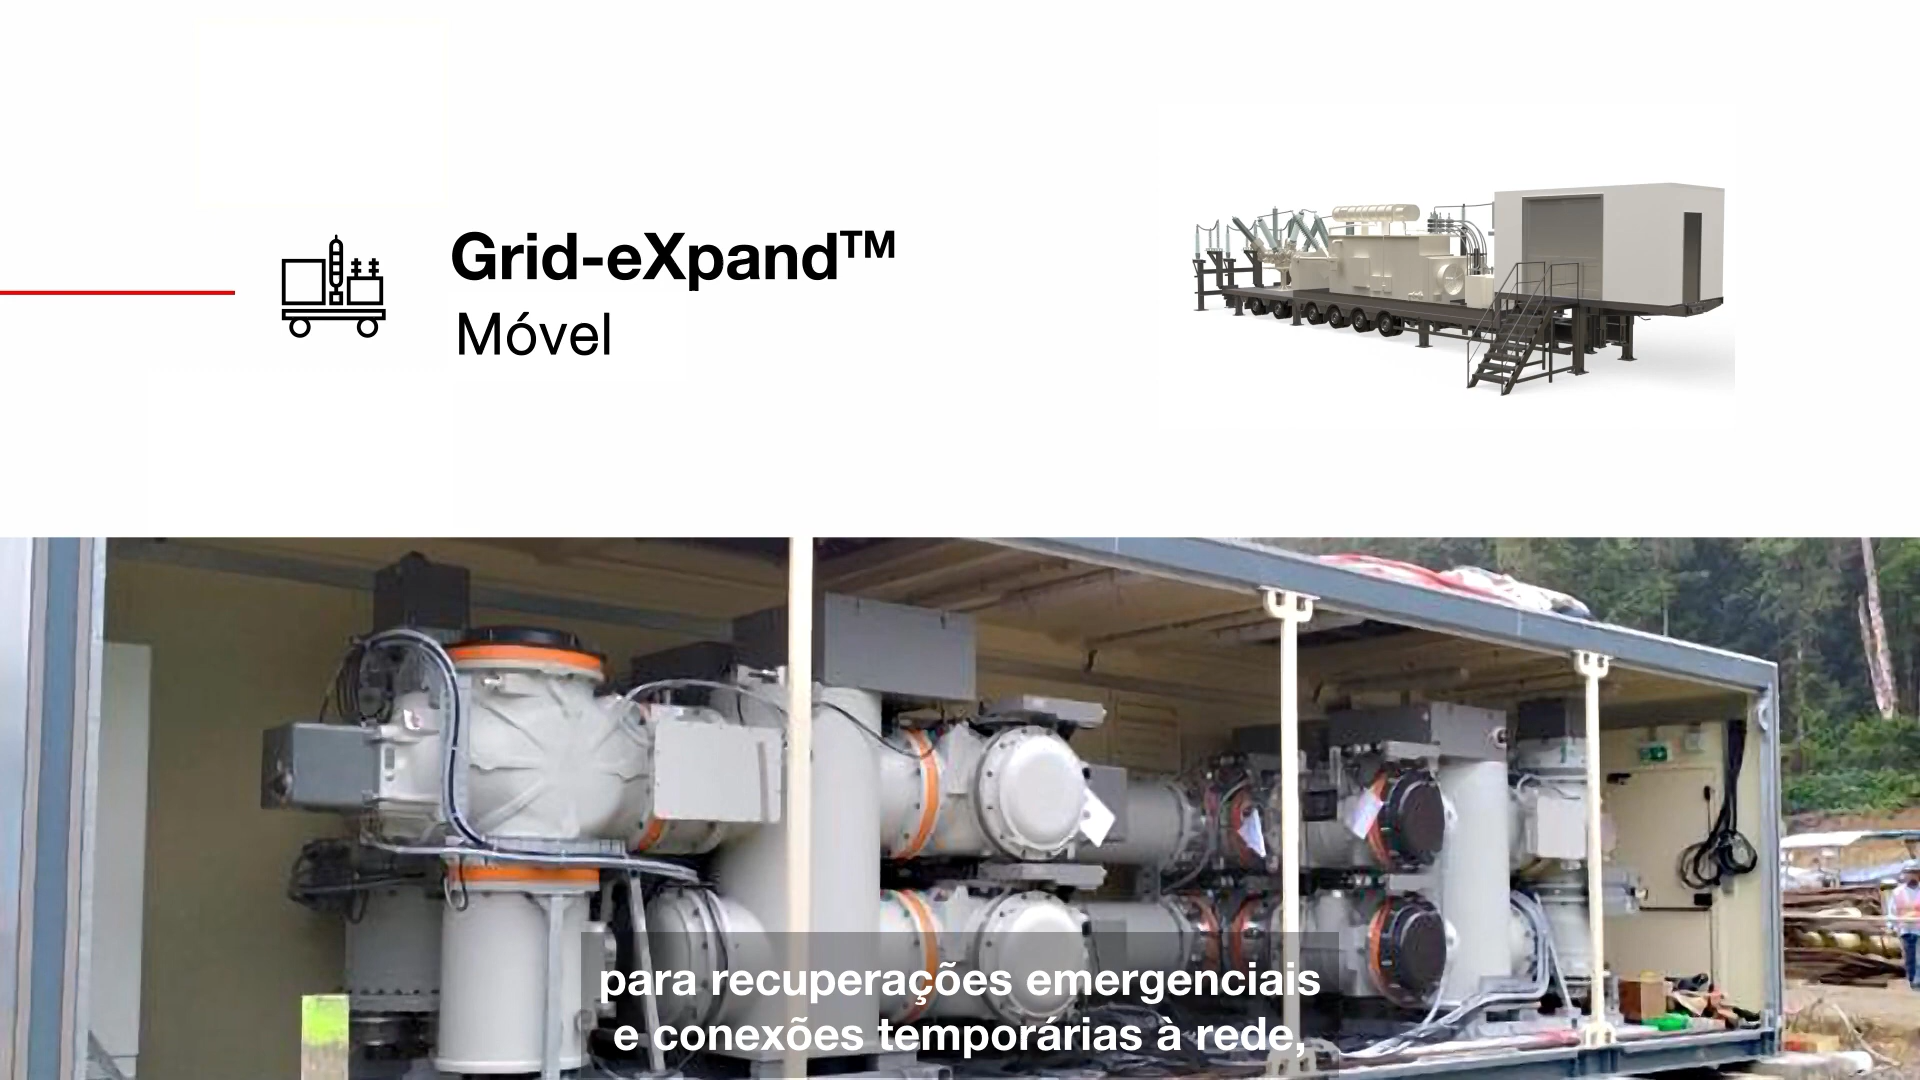 Grid-eXpand™
Móvel
para recuperações emergenciais
e conexões temporárias à rede,